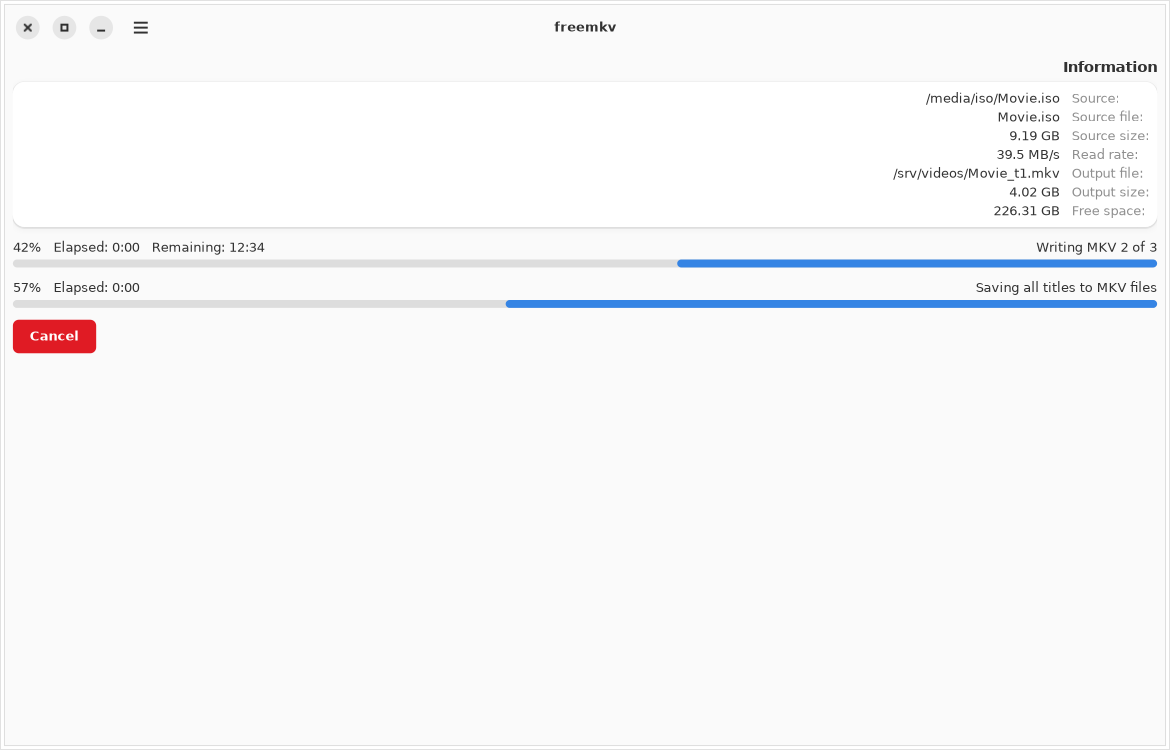 freemkv
Information
Source: /media/iso/Movie.iso
Source file: Movie.iso
Source size: 9.19 GB
Read rate: 39.5 MB/s
Output file: /srv/videos/Movie_t1.mkv
Output size: 4.02 GB
Free space: 226.31 GB
Writing MKV 2 of 3
42% Elapsed: 0:00 Remaining: 12:34
Saving all titles to MKV files
57% Elapsed: 0:00
Cancel